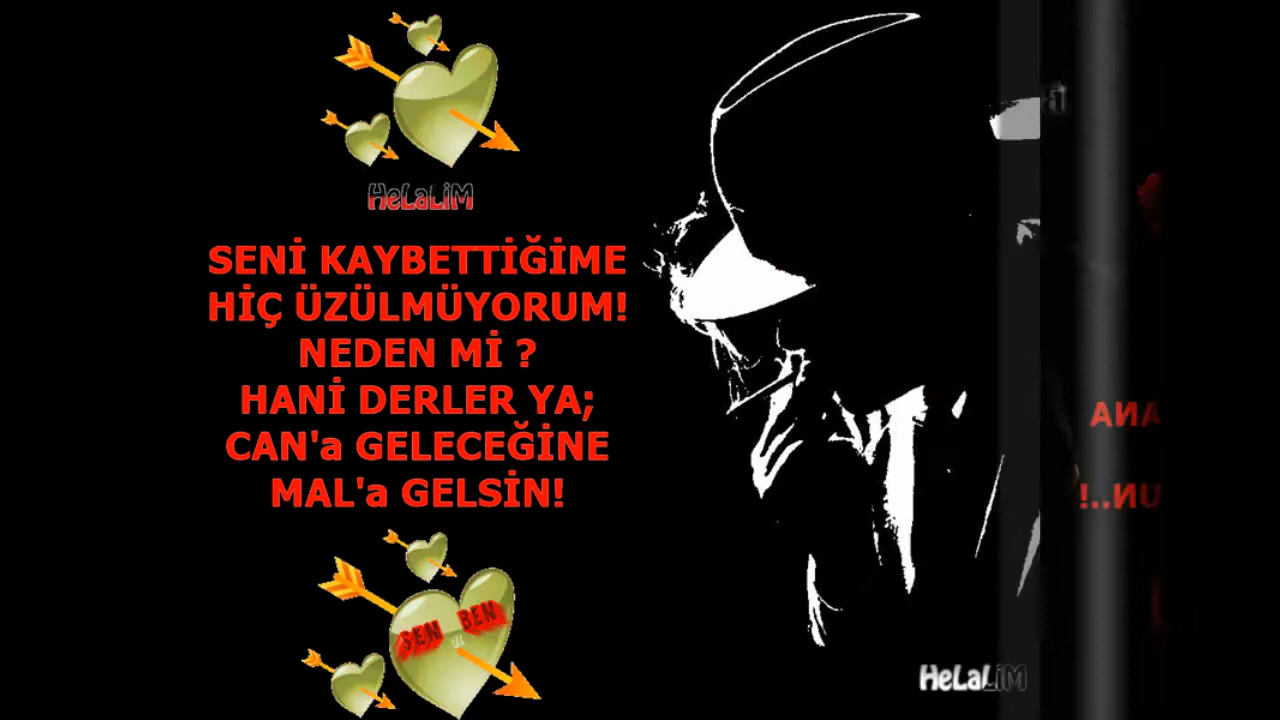 HeLaLiM
SENİ KAYBETTİĞİME
HİÇ ÜZÜLMÜYORUM!
NEDEN Mİ ?
HANİ DERLER YA;
CAN'a GELECEĞİNE
MAL'a GELSİN!
SEN BEN
HeLaLiM